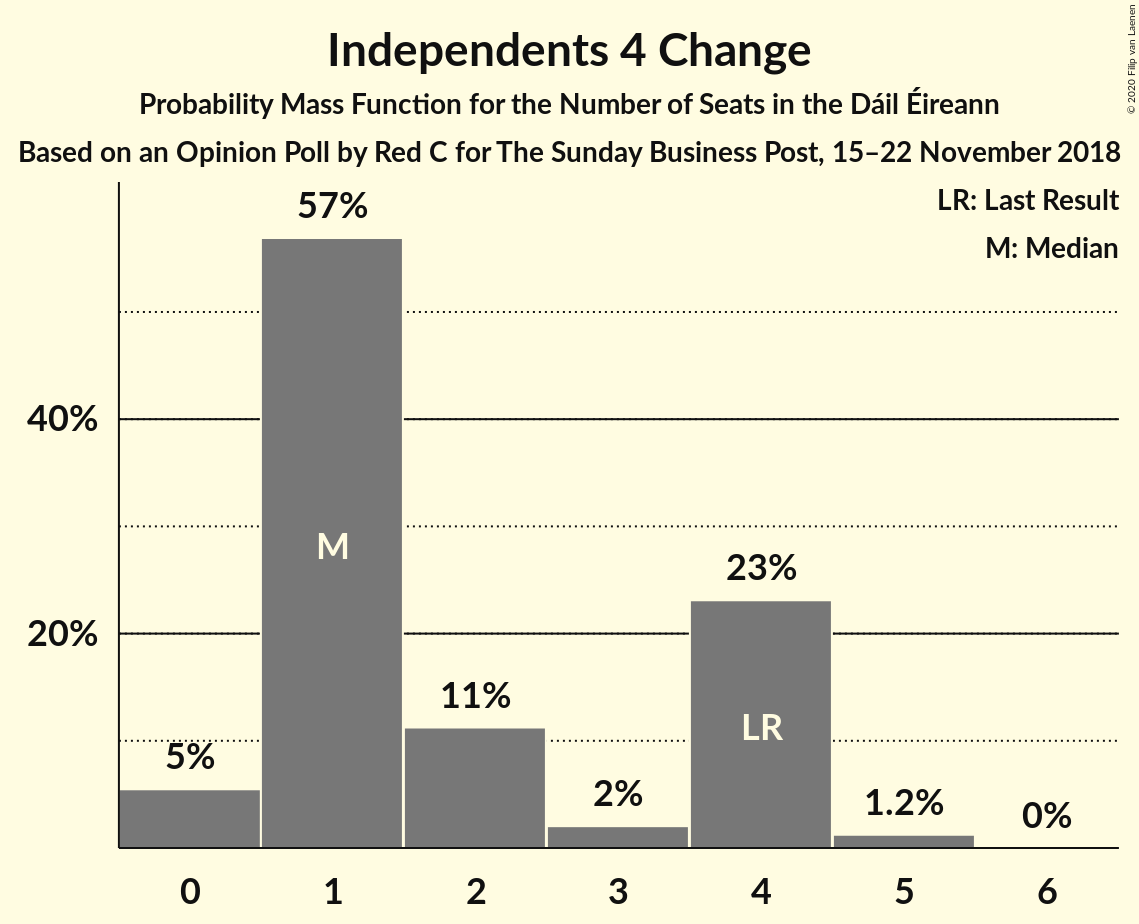 Independents 4 Change
Probability Mass Function for the Number of Seats in the Dáil Éireann
Based on an Opinion Poll by Red C for The Sunday Business Post, 15–22 November 2018
© 2020 Filip van Laenen
LR: Last Result
M: Median
57%
40%
M
23%
20%
11%
LR
5%
2%
1.2%
0%
0 1 2 3 4 5 6